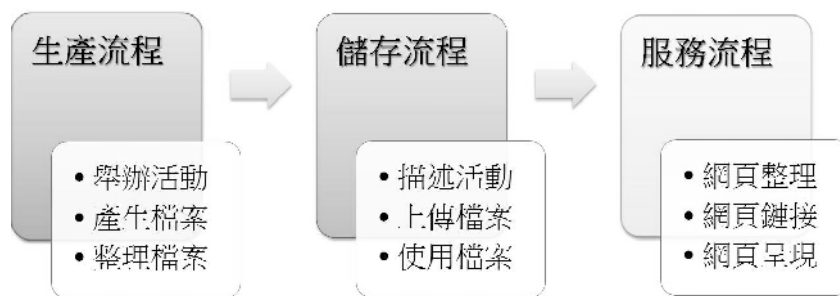 生產流程
• 舉辦活動
• 產生檔案
• 整理檔案
儲存流程
• 描述活動
• 上傳檔案
• 使用檔案
服務流程
• 網頁整理
• 網頁鏈接
• 網頁呈現